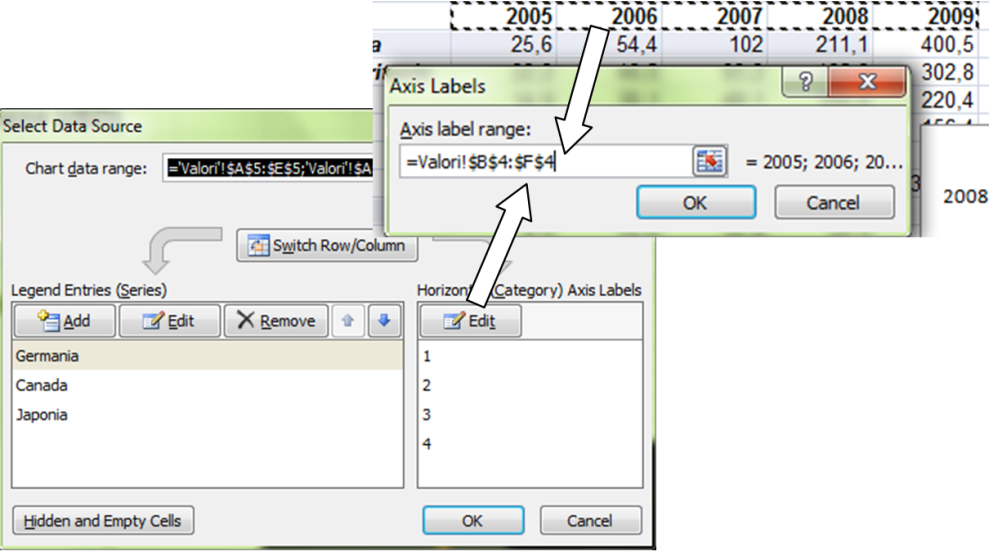 2005 2006 2007 2008 2009
a 25,6 54,4 102 211,1 400,5
302,8
220,4
Axis Labels
Axis label range:
=Valori!$B$4:$F$4 = 2005; 2006; 20...
OK Cancel
3
2008
Select Data Source
Chart data range: ='Valori'!$A$5:$E$5;'Valori'!$A
Switch Row/Column
Legend Entries (Series)
Add Edit Remove
Germania
Canada
Japonia
Horizont (Category) Axis Labels
Edit
1
2
3
4
Hidden and Empty Cells
OK Cancel